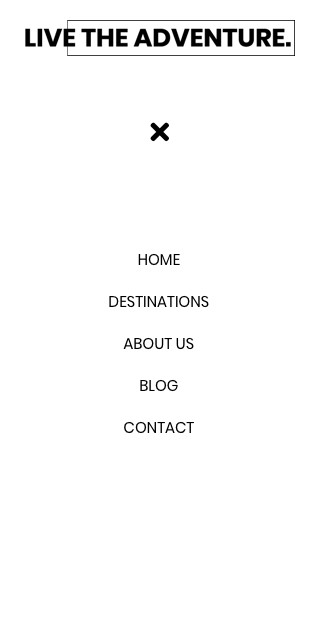 LIVE THE ADVENTURE.
HOME
DESTINATIONS
ABOUT US
BLOG
CONTACT